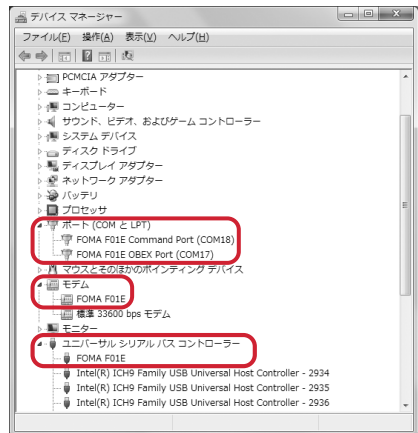 デバイス マネージャー
ファイル(F) 操作(A) 表示(V) ヘルプ(H)
PCMCIA アダプター
キーボード
コンピューター
サウンド、ビデオ、およびゲーム コントローラー
システム デバイス
ディスク ドライブ
ディスプレイ アダプター
ネットワーク アダプター
バッテリ
プロセッサ
ポート (COM と LPT)
FOMA F01E Command Port (COM18)
FOMA F01E OBEX Port (COM17)
マウスとそのほかのポインティング デバイス
モデム
FOMA F01E
標準 33600 bps モデム
モニター
ユニバーサル シリアル バス コントローラー
FOMA F01E
Intel(R) ICH9 Family USB Universal Host Controller - 2934
Intel(R) ICH9 Family USB Universal Host Controller - 2935
Intel(R) ICH9 Family USB Universal Host Controller - 2936